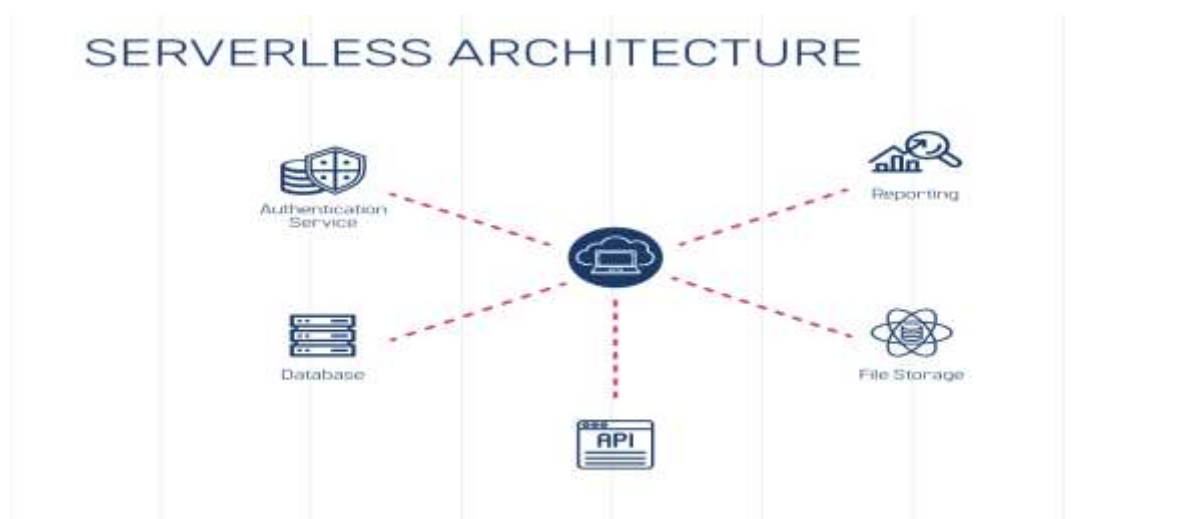 SERVERLESS ARCHITECTURE
Authentication
Service
Reporting
Database
File Storage
API